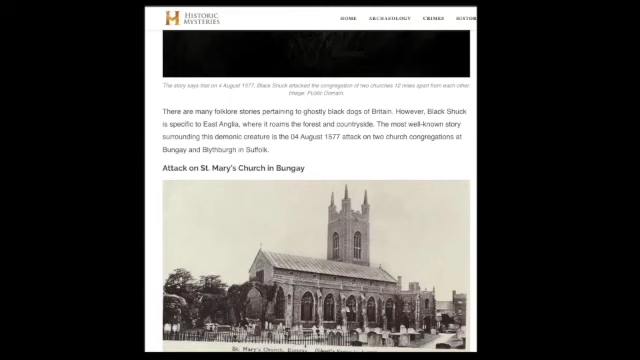 HISTORIC
MYSTERIES
HOME ARCHAEOLOGY CRIMES HISTOR
The story says that on 4 August 1577, Black Shuck attacked the congregation of two churches 12 miles apart from each other.
Image: Public Domain.
There are many folklore stories pertaining to ghostly black dogs of Britain. However, Black Shuck
is specific to East Anglia, where it roams the forest and countryside. The most well-known story
surrounding this demonic creature is the 04 August 1577 attack on two church congregations at
Bungay and Blythburgh in Suffolk.
Attack on St. Mary's Church in Bungay
St. Mary's Church,